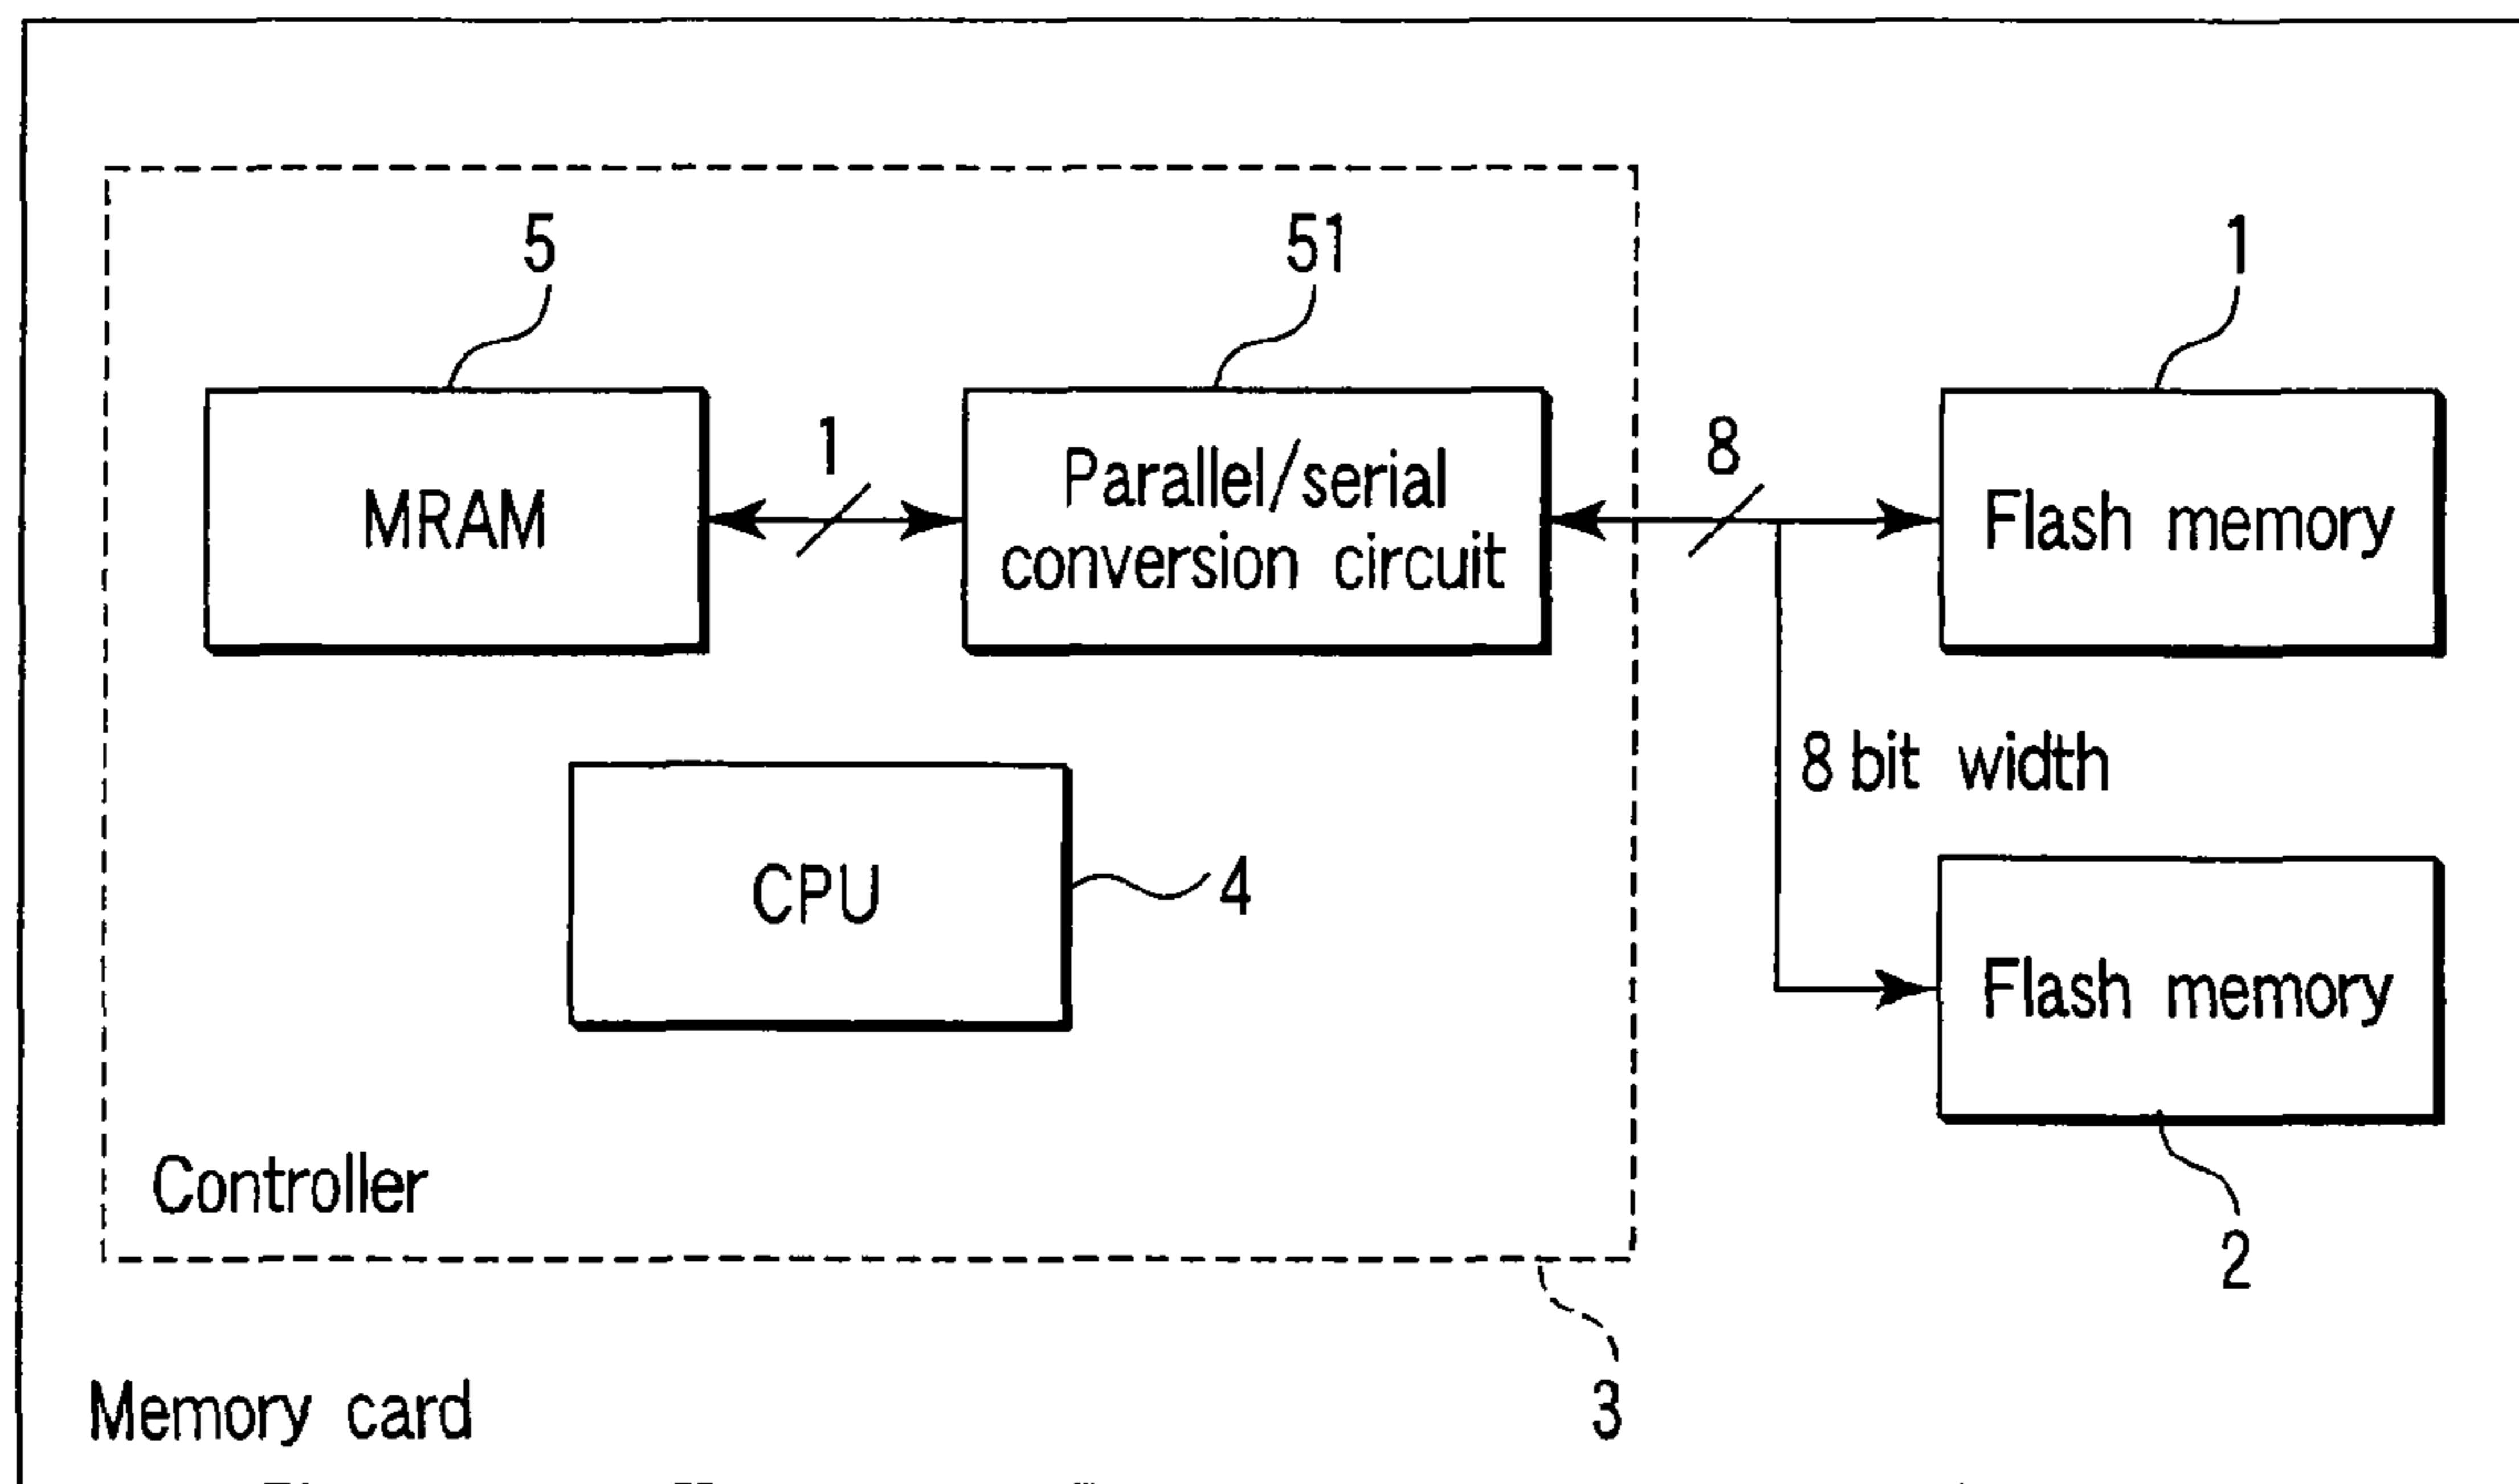 5
51
1
1
8
MRAM
Parallel/serial
conversion circuit
Flash memory
8 bit width
CPU
4
Flash memory
Controller
2
3
Memory card